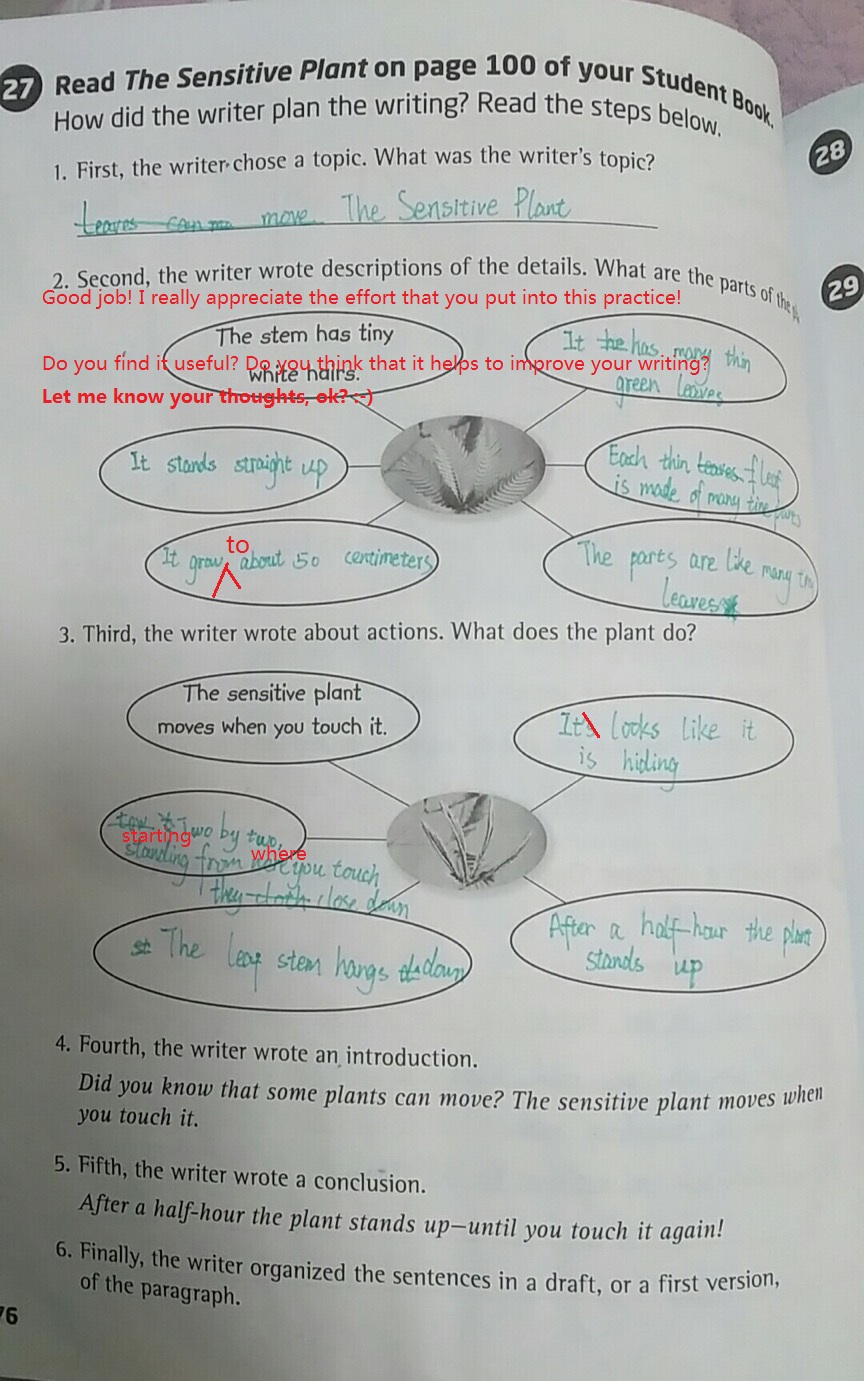 27 Read The Sensitive Plant on page 100 of your Student Book.
How did the writer plan the writing? Read the steps below.
28
1. First, the writer chose a topic. What was the writer's topic?
Leaves can move The Sensitive Plant
2. Second, the writer wrote descriptions of the details. What are the parts of the
29
Good job! I really appreciate the effort that you put into this practice!
The stem has tiny
white hairs.
It has many thin
green leaves
Do you find it useful? Do you think that it helps to improve your writing?
Let me know your thoughts, ok? :-)
It stands straight up
Each thin leaves leaf
is made of many tine parts
to
It grow about 50 centimeters
The parts are like many
leaves
3. Third, the writer wrote about actions. What does the plant do?
The sensitive plant
moves when you touch it.
It's looks like it
is hiding
Two by two,
starting
standing from here you touch
where
they close down
The leaf stem hangs down
After a half-hour the plant
stands up
4. Fourth, the writer wrote an introduction.
Did you know that some plants can move? The sensitive plant moves when
you touch it.
5. Fifth, the writer wrote a conclusion.
After a half-hour the plant stands up—until you touch it again!
6. Finally, the writer organized the sentences in a draft, or a first version,
of the paragraph.
76